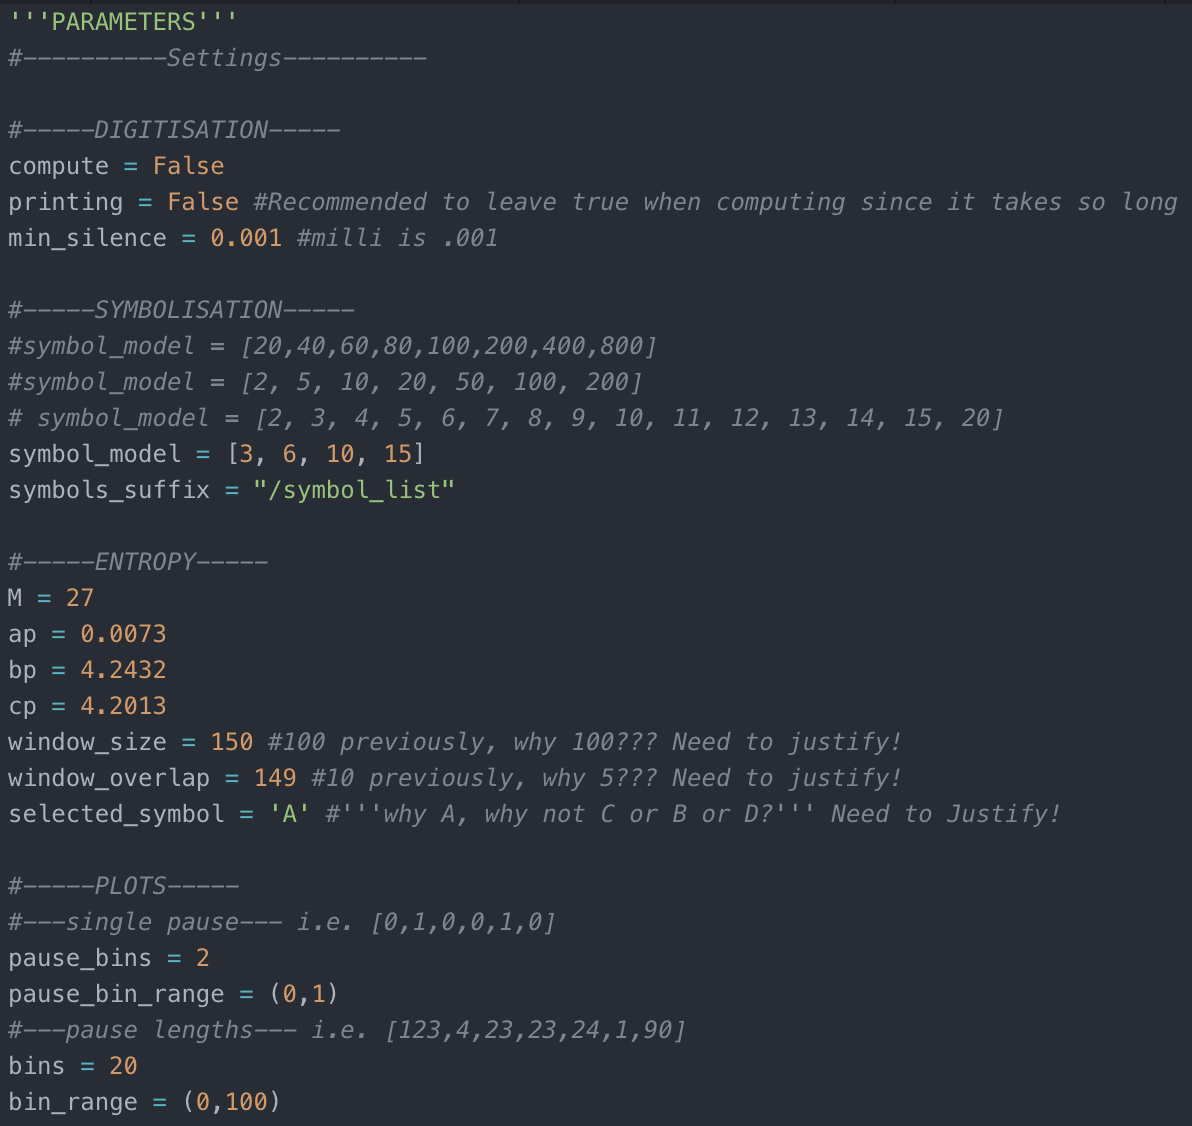 '''PARAMETERS'''
#-----------Settings----------
#-----DIGITISATION-----
compute = False
printing = False #Recommended to leave true when computing since it takes so long
min_silence = 0.001 #milli is .001
#-----SYMBOLISATION-----
#symbol_model = [20,40,60,80,100,200,400,800]
#symbol_model = [2, 5, 10, 20, 50, 100, 200]
# symbol_model = [2, 3, 4, 5, 6, 7, 8, 9, 10, 11, 12, 13, 14, 15, 20]
symbol_model = [3, 6, 10, 15]
symbols_suffix = "/symbol_list"
#-----ENTROPY-----
M = 27
ap = 0.0073
bp = 4.2432
cp = 4.2013
window_size = 150 #100 previously, why 100??? Need to justify!
window_overlap = 149 #10 previously, why 5??? Need to justify!
selected_symbol = 'A' #'''why A, why not C or B or D?''' Need to Justify!
#-----PLOTS-----
#---single pause--- i.e. [0,1,0,0,1,0]
pause_bins = 2
pause_bin_range = (0,1)
#---pause lengths--- i.e. [123,4,23,23,24,1,90]
bins = 20
bin_range = (0,100)